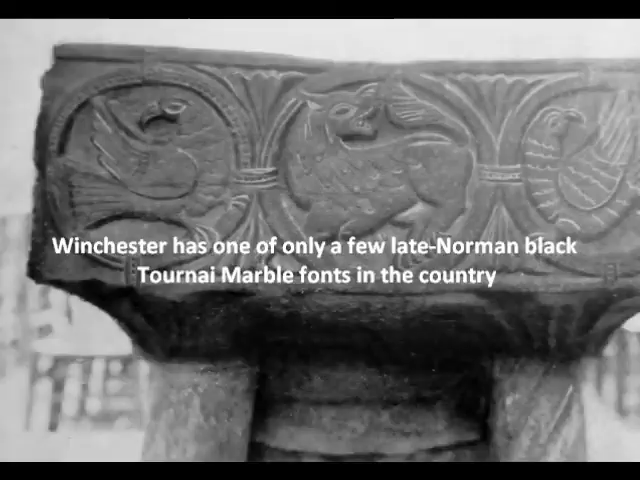 Winchester has one of only a few late-Norman black
Tournai Marble fonts in the country